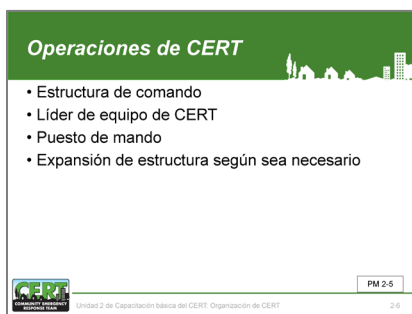 Operaciones de CERT
• Estructura de comando
• Líder de equipo de CERT
• Puesto de mando
• Expansión de estructura según sea necesario
PM 2-5
CERT
COMMUNITY EMERGENCY
RESPONSE TEAM
Unidad 2 de Capacitación básica del CERT: Organización de CERT
2-6